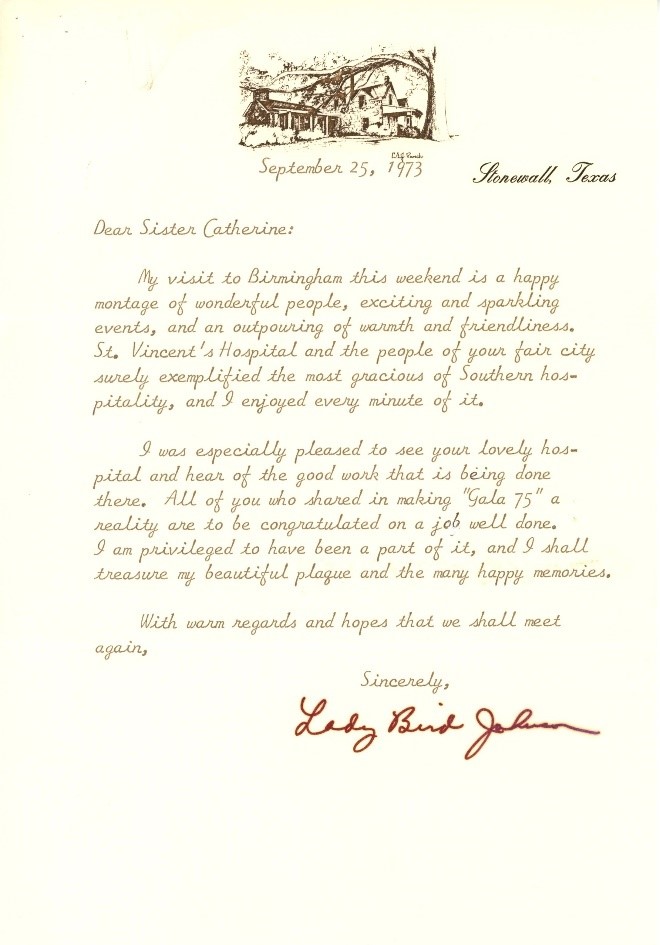 September 25, 1973
Stonewall, Texas
Dear Sister Catherine:
My visit to Birmingham this weekend is a happy
montage of wonderful people, exciting and sparkling
events, and an outpouring of warmth and friendliness.
St. Vincent's Hospital and the people of your fair city
surely exemplified the most gracious of Southern hos-
pitality, and I enjoyed every minute of it.
I was especially pleased to see your lovely hos-
pital and hear of the good work that is being done
there. All of you who shared in making "Gala 75" a
reality are to be congratulated on a job well done.
I am privileged to have been a part of it, and I shall
treasure my beautiful plaque and the many happy memories.
With warm regards and hopes that we shall meet
again,
Sincerely,
Lady Bird Johnson